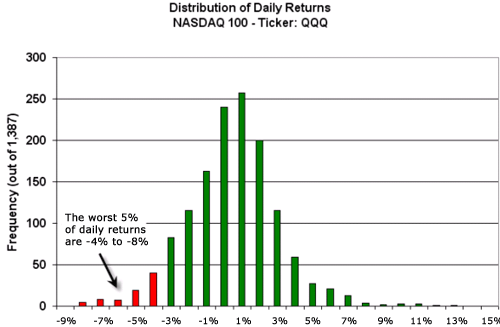 Distribution of Daily Returns
NASDAQ 100 - Ticker: QQQ
Frequency (out of 1,387)
300
250
200
150
100
50
0
The worst 5%
of daily returns
are -4% to -8%
-9% -7% -5% -3% -1% 1% 3% 5% 7% 9% 11% 13% 15%